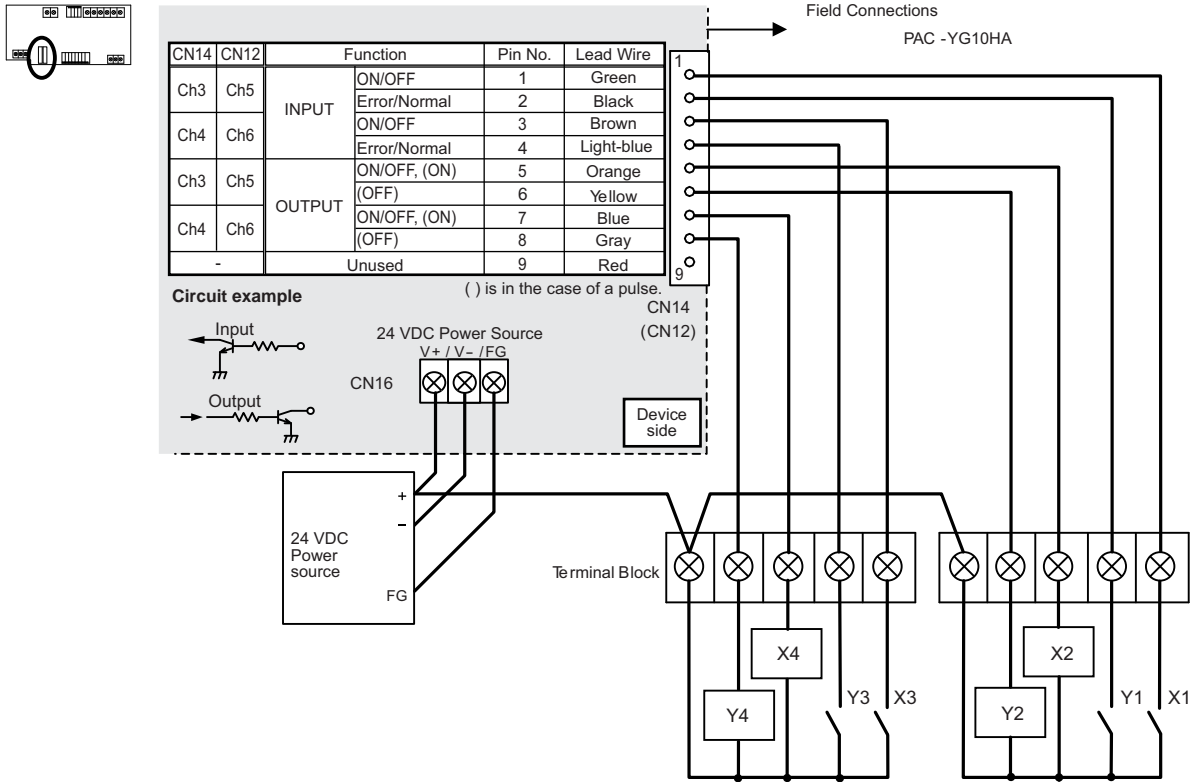 Field Connections
PAC -YG10HA
CN14 CN12 Function Pin No. Lead Wire
Ch3 Ch5 INPUT ON/OFF 1 Green
Error/Normal 2 Black
Ch4 Ch6 ON/OFF 3 Brown
Error/Normal 4 Light-blue
Ch3 Ch5 OUTPUT ON/OFF, (ON) 5 Orange
(OFF) 6 Yellow
Ch4 Ch6 ON/OFF, (ON) 7 Blue
(OFF) 8 Gray
- Unused 9 Red
1
9
( ) is in the case of a pulse.
CN14
(CN12)
Circuit example
Input
Output
24 VDC Power Source
V+ / V- /FG
CN16
Device
side
+
-
24 VDC
Power
source
FG
Terminal Block
X4
X2
Y4
Y3
X3
Y2
Y1
X1